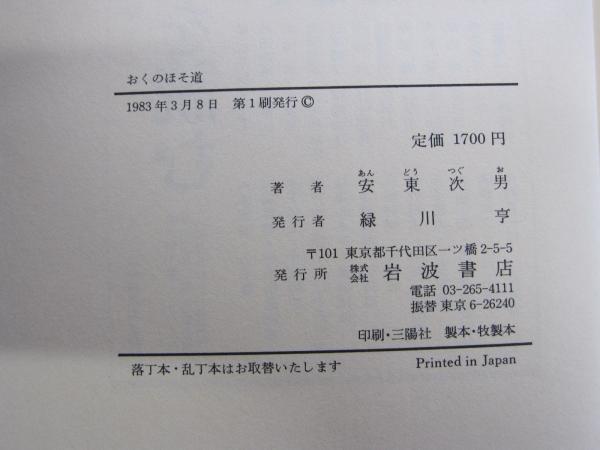 おくのほそ道
1983年3月8日 第1刷発行©
定価 1700円
あん どう つぐ お
著者 安東次男
発行者 緑川亨
〒101 東京都千代田区一ツ橋2-5-5
発行所 株式会社 岩波書店
電話 03-265-4111
振替 東京6-26240
印刷・三陽社 製本・牧製本
落丁本・乱丁本はお取替いたします Printed in Japan